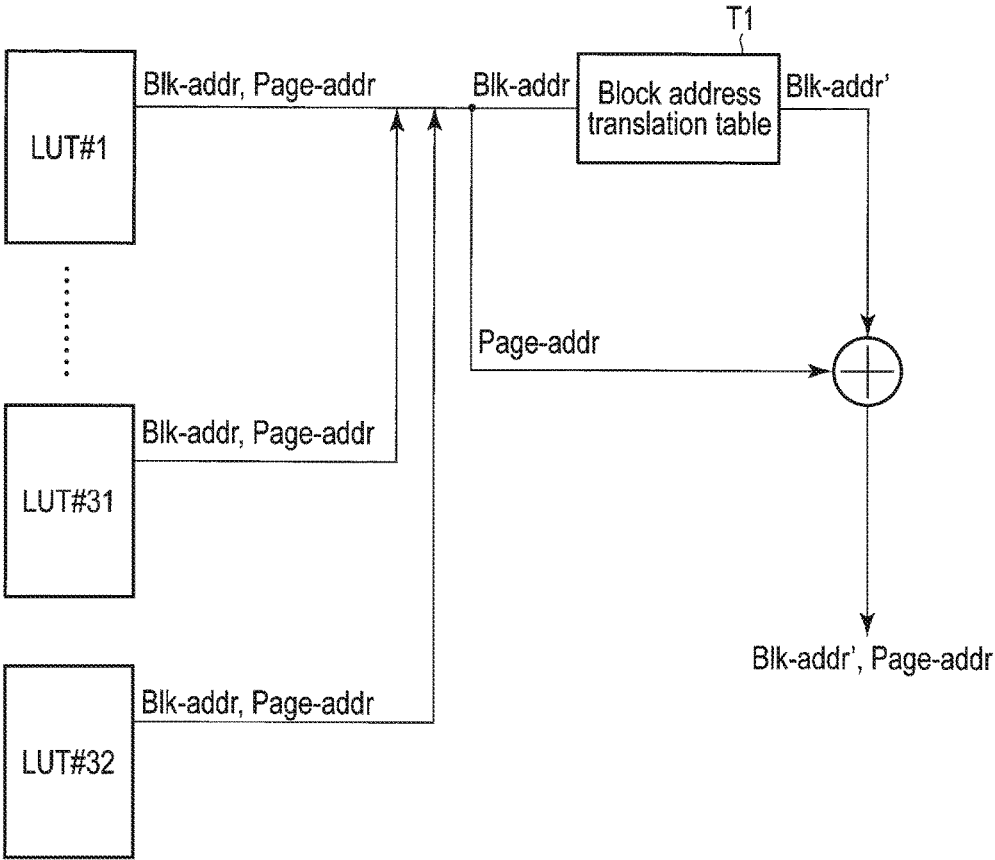 T1
Blk-addr, Page-addr
Blk-addr
Block address
translation table
Blk-addr’
LUT#1
Page-addr
Blk-addr, Page-addr
LUT#31
Blk-addr’, Page-addr
Blk-addr, Page-addr
LUT#32